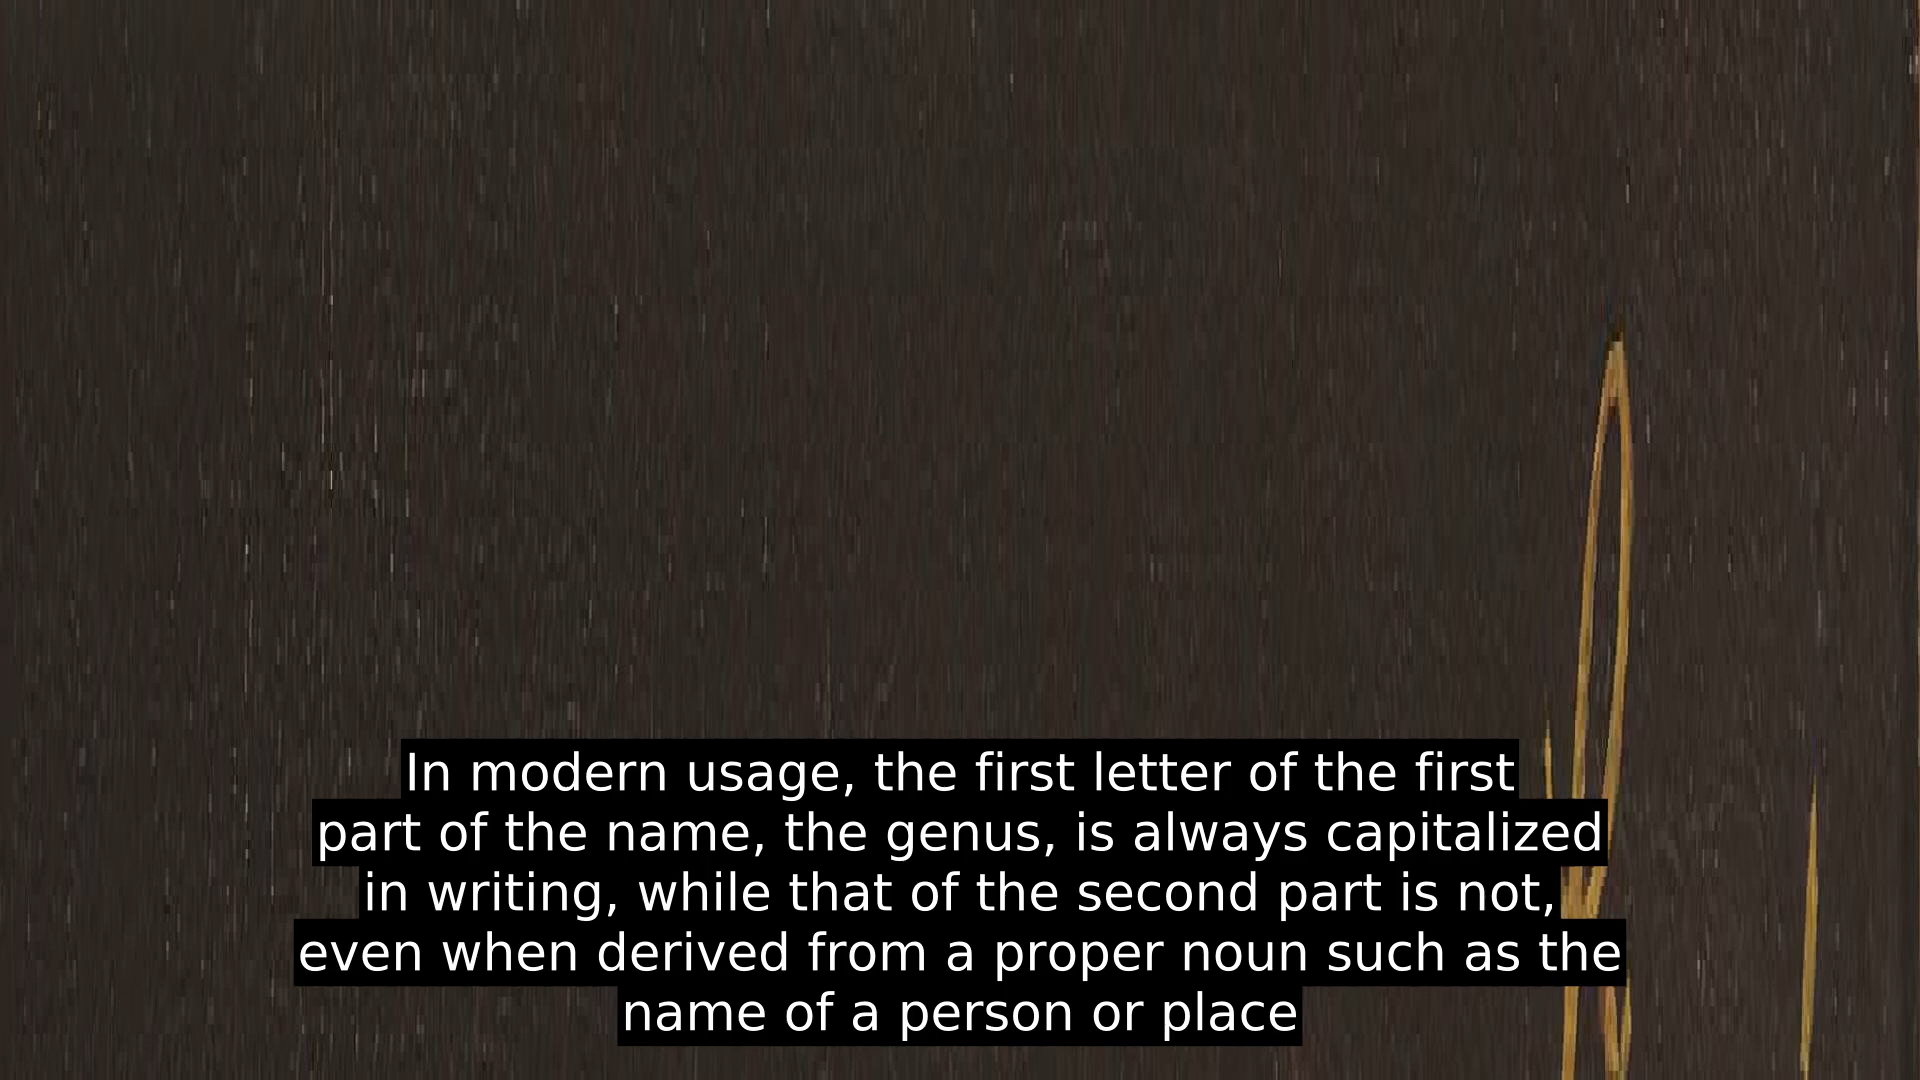 In modern usage, the first letter of the first
part of the name, the genus, is always capitalized
in writing, while that of the second part is not,
even when derived from a proper noun such as the
name of a person or place